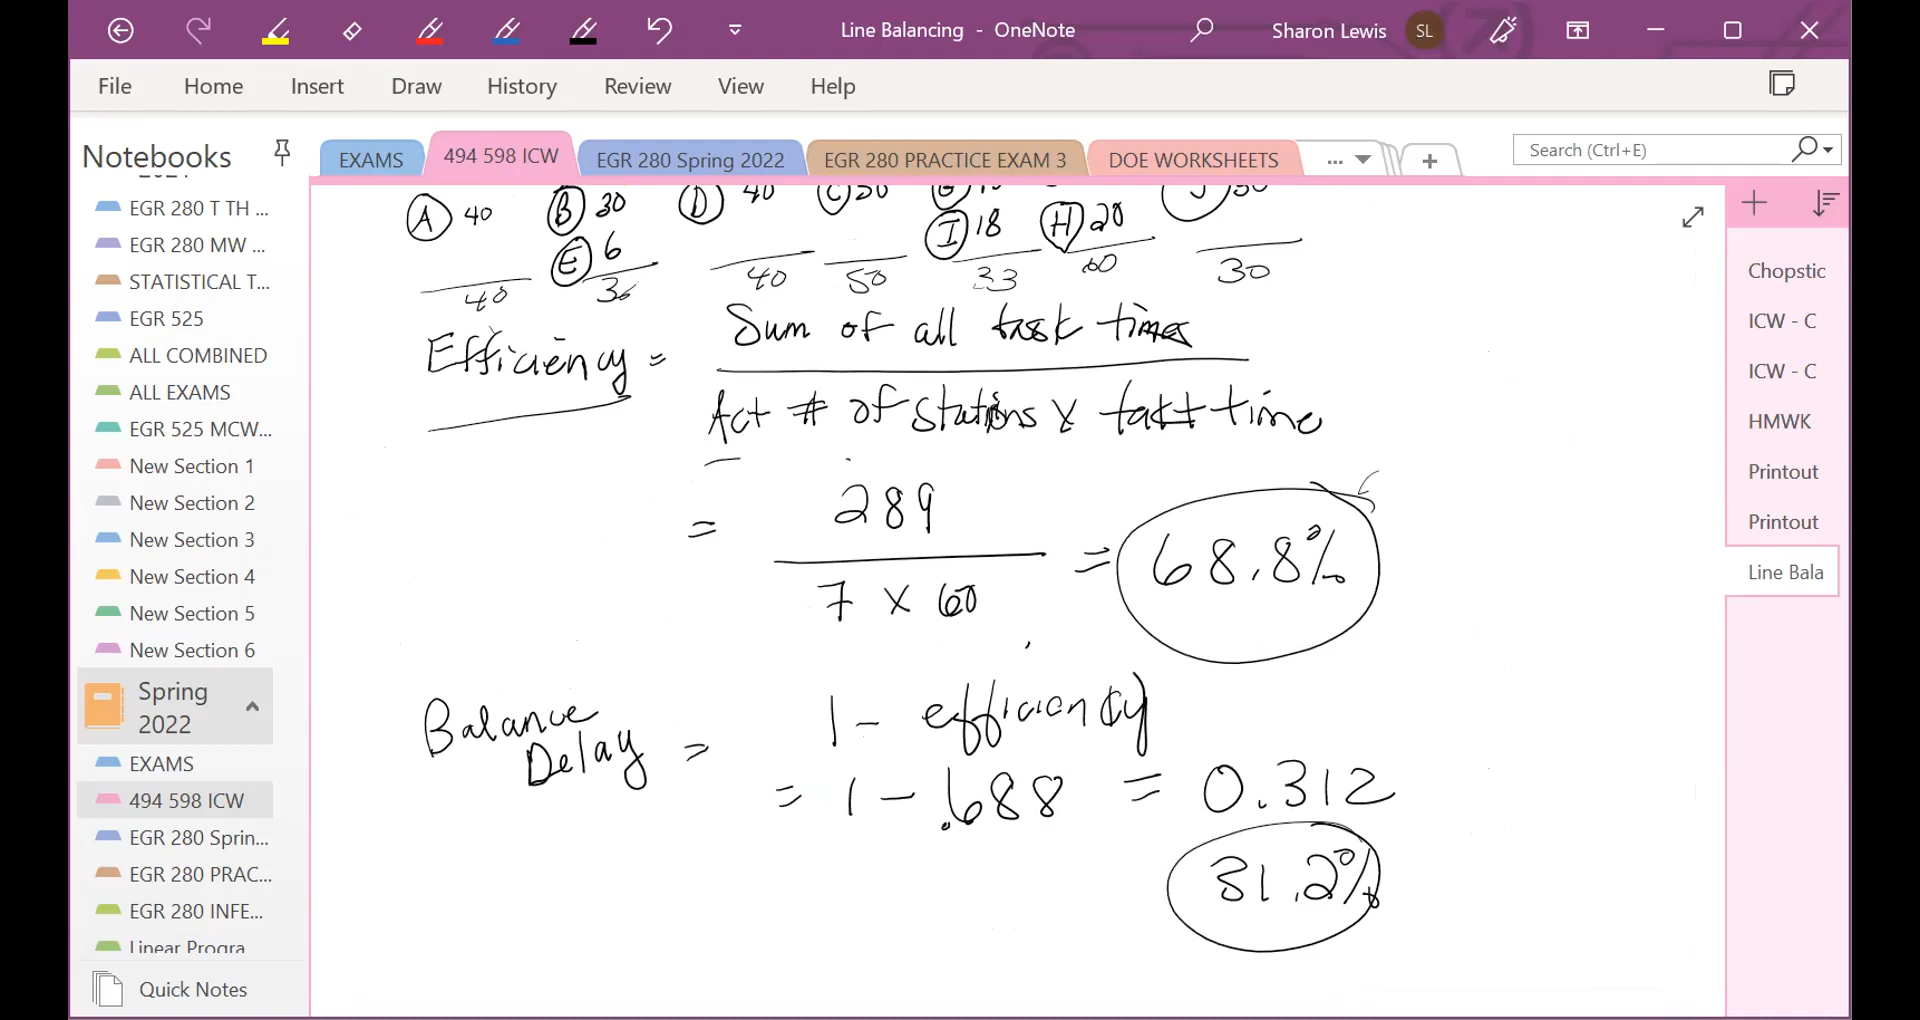 Line Balancing - OneNote
Sharon Lewis
SL
File
Home
Insert
Draw
History
Review
View
Help
Notebooks
EXAMS
494 598 ICW
EGR 280 Spring 2022
EGR 280 PRACTICE EXAM 3
DOE WORKSHEETS
...
Search (Ctrl+E)
EGR 280 T TH ...
EGR 280 MW ...
STATISTICAL T...
EGR 525
ALL COMBINED
ALL EXAMS
EGR 525 MCW...
New Section 1
New Section 2
New Section 3
New Section 4
New Section 5
New Section 6
Spring
2022
EXAMS
494 598 ICW
EGR 280 Sprin...
EGR 280 PRAC...
EGR 280 INFE...
Linear Progra
Quick Notes
A 40 B 30 D 40 C 50
I 18 H 20 J 30
E 6
40 36 40 50 33 60 30
Efficiency = Sum of all task times
Act # of stations x takt time
= 289
7 x 60
= 68.8%
Balance
Delay = 1 - efficiency
= 1 - .688 = 0.312
31.2%
Chopstic
ICW - C
ICW - C
HMWK
Printout
Printout
Line Bala